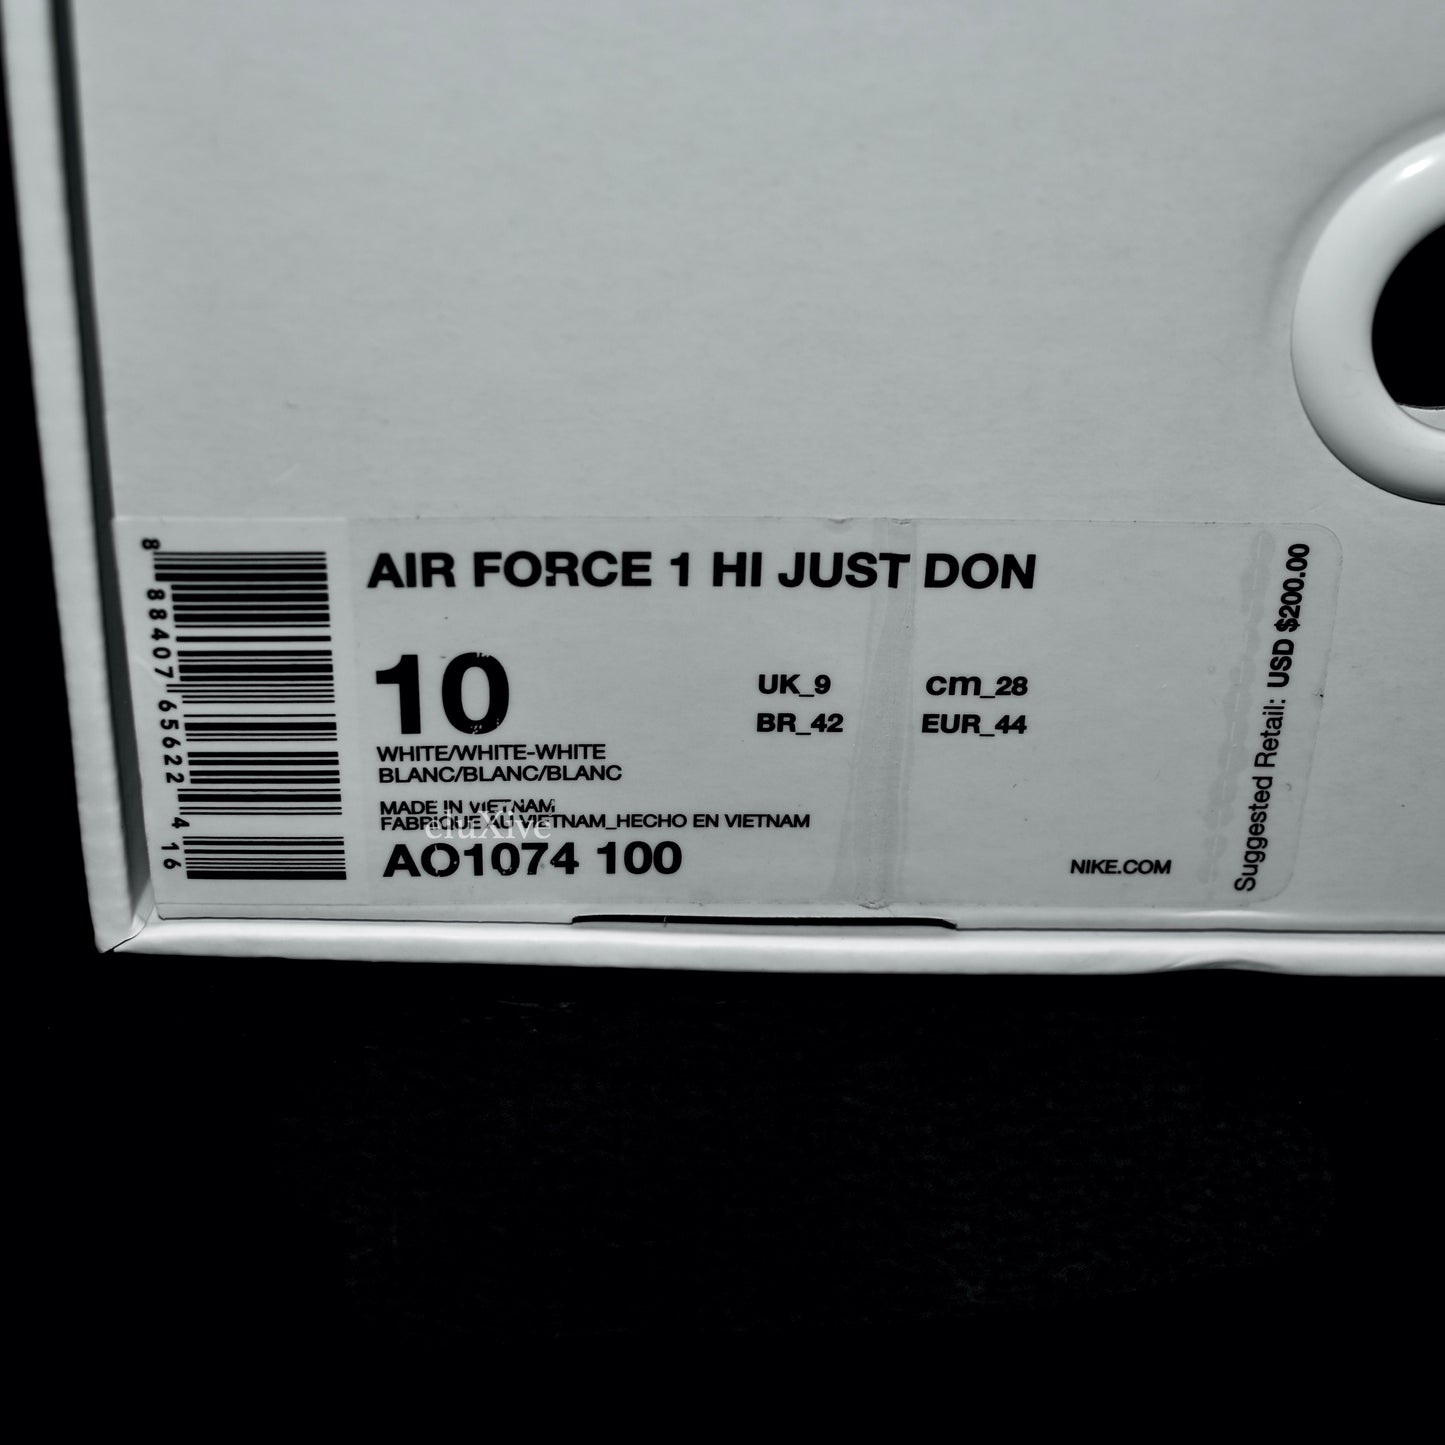 AIR FORCE 1 HI JUST DON
10
UK_9
cm_28
BR_42
EUR_44
WHITE/WHITE-WHITE
BLANC/BLANC/BLANC
MADE IN VIETNAM
FABRIQUE AU VIETNAM_HECHO EN VIETNAM
eluXive
AO1074 100
NIKE.COM
Suggested Retail: USD $200.00
8 88407 65622 4 16